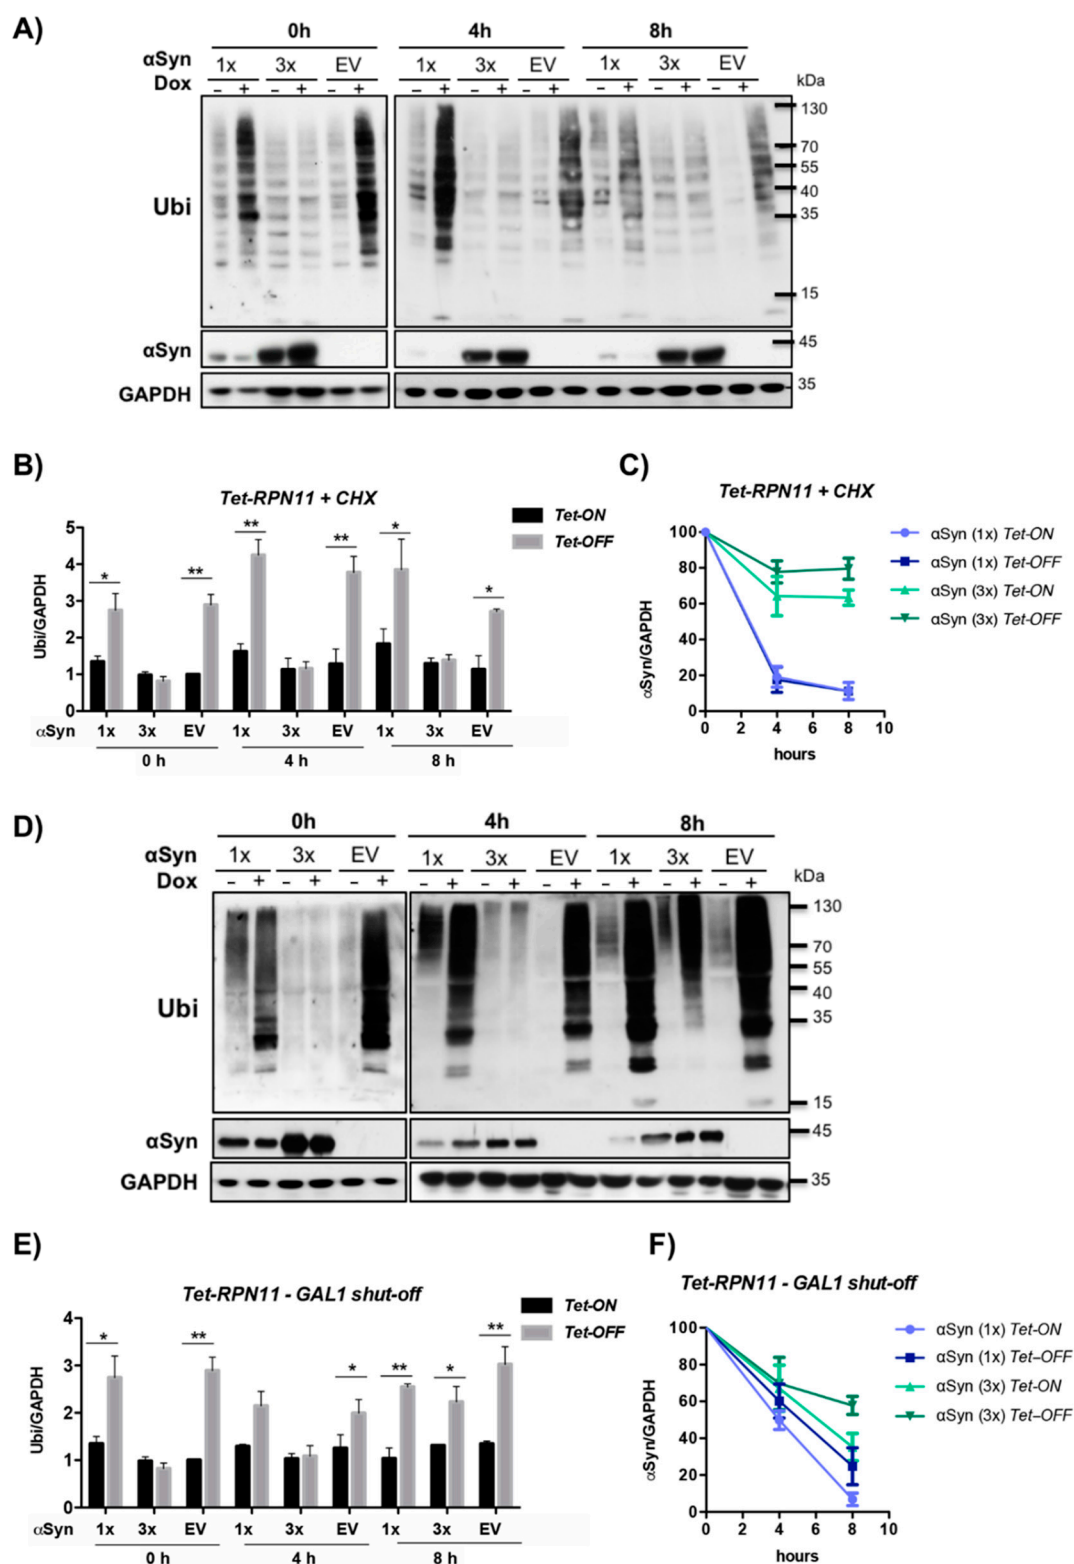 A)
0h 4h 8h
αSyn 1x 3x EV 1x 3x EV 1x 3x EV
Dox – + – + – + – + – + – + – + – + – +
kDa
Ubi
130
70
55
40
35
15
αSyn
45
GAPDH
35
B)
Tet-RPN11 + CHX
Tet-ON
Tet-OFF
Ubi/GAPDH
5
4
3
2
1
0
αSyn 1x 3x EV 1x 3x EV 1x 3x EV
0 h 4 h 8 h
* ** ** ** * *
C)
Tet-RPN11 + CHX
αSyn (1x) Tet-ON
αSyn (1x) Tet-OFF
αSyn (3x) Tet-ON
αSyn (3x) Tet-OFF
αSyn/GAPDH
100
80
60
40
20
0
0 2 4 6 8 10
hours
D)
0h 4h 8h
αSyn 1x 3x EV 1x 3x EV 1x 3x EV
Dox – + – + – + – + – + – + – + – + – +
kDa
Ubi
130
70
55
40
35
15
αSyn
45
GAPDH
35
E)
Tet-RPN11 - GAL1 shut-off
Tet-ON
Tet-OFF
Ubi/GAPDH
4
3
2
1
0
αSyn 1x 3x EV 1x 3x EV 1x 3x EV
0 h 4 h 8 h
* ** * ** * **
F)
Tet-RPN11 - GAL1 shut-off
αSyn (1x) Tet-ON
αSyn (1x) Tet–OFF
αSyn (3x) Tet-ON
αSyn (3x) Tet–OFF
αSyn/GAPDH
100
80
60
40
20
0
0 2 4 6 8 10
hours